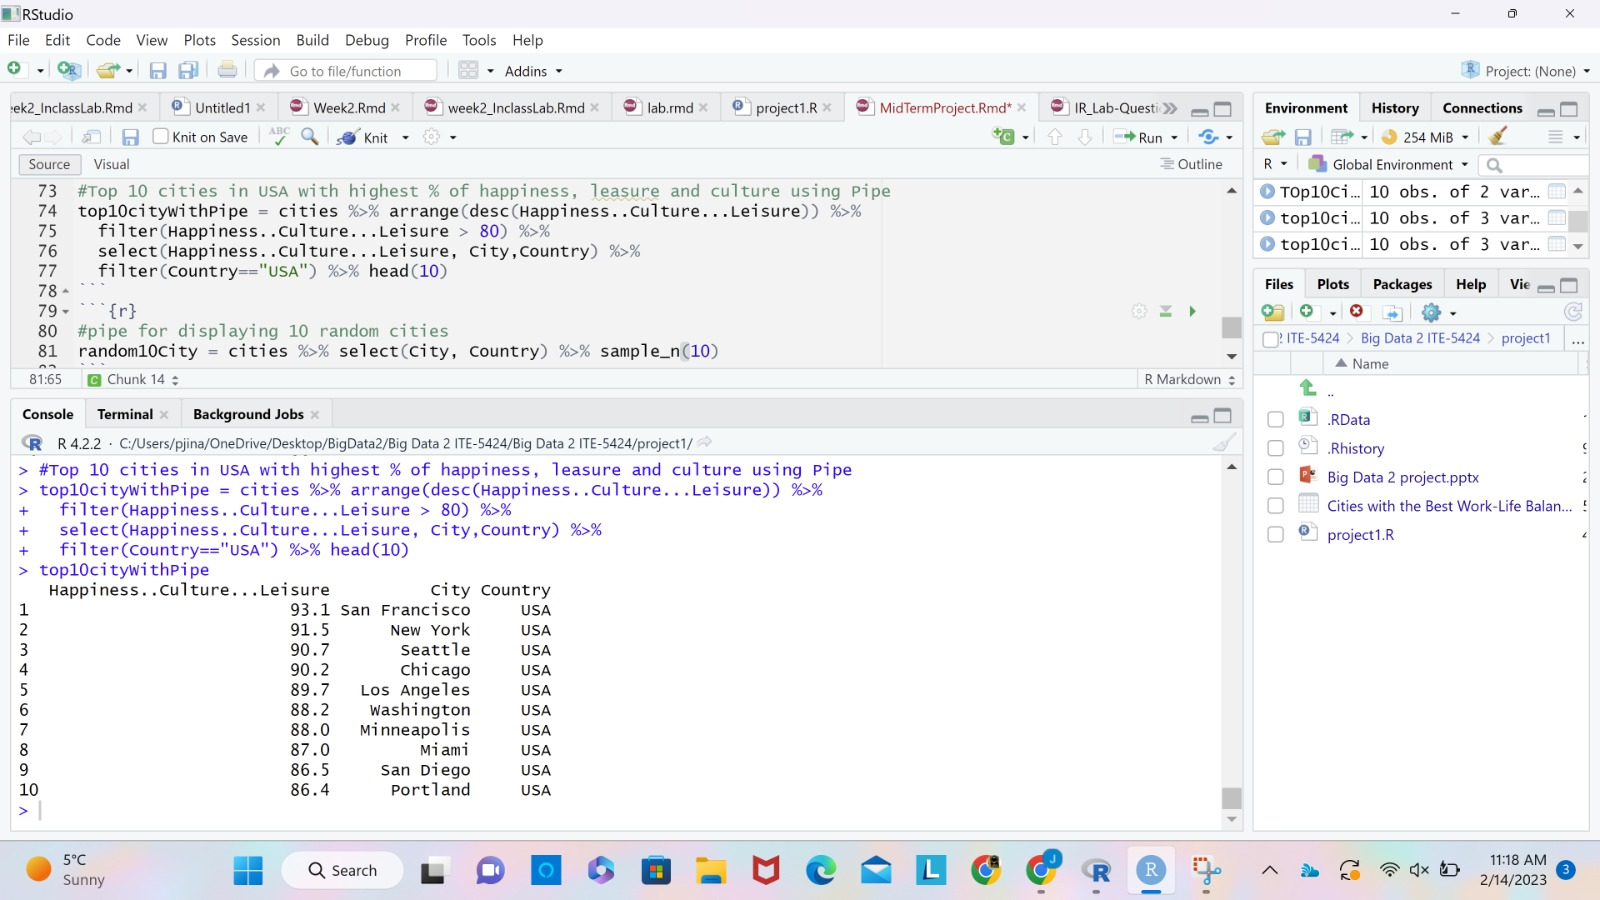 RStudio
File Edit Code View Plots Session Build Debug Profile Tools Help
Go to file/function Addins Project: (None)
eek2_InclassLab.Rmd Untitled1 Week2.Rmd week2_InclassLab.Rmd lab.rmd project1.R MidTermProject.Rmd* IR_Lab-Questi
Knit on Save ABC Knit Run
Source Visual Outline
73 #Top 10 cities in USA with highest % of happiness, leasure and culture using Pipe
74 top10cityWithPipe = cities %>% arrange(desc(Happiness..Culture...Leisure)) %>%
75 filter(Happiness..Culture...Leisure > 80) %>%
76 select(Happiness..Culture...Leisure, City,Country) %>%
77 filter(Country=="USA") %>% head(10)
78 ```
79 ```{r}
80 #pipe for displaying 10 random cities
81 random10City = cities %>% select(City, Country) %>% sample_n(10)
81:65 Chunk 14 R Markdown
Console Terminal Background Jobs
R 4.2.2 · C:/Users/pjina/OneDrive/Desktop/BigData2/Big Data 2 ITE-5424/Big Data 2 ITE-5424/project1/
> #Top 10 cities in USA with highest % of happiness, leasure and culture using Pipe
> top10cityWithPipe = cities %>% arrange(desc(Happiness..Culture...Leisure)) %>%
+ filter(Happiness..Culture...Leisure > 80) %>%
+ select(Happiness..Culture...Leisure, City,Country) %>%
+ filter(Country=="USA") %>% head(10)
> top10cityWithPipe
Happiness..Culture...Leisure City Country
1 93.1 San Francisco USA
2 91.5 New York USA
3 90.7 Seattle USA
4 90.2 Chicago USA
5 89.7 Los Angeles USA
6 88.2 Washington USA
7 88.0 Minneapolis USA
8 87.0 Miami USA
9 86.5 San Diego USA
10 86.4 Portland USA
>
Environment History Connections
254 MiB
R Global Environment
TOp10Ci... 10 obs. of 2 var...
top10ci... 10 obs. of 3 var...
top10ci... 10 obs. of 3 var...
Files Plots Packages Help Vie
ITE-5424 Big Data 2 ITE-5424 project1 ...
Name
..
.RData
.Rhistory
Big Data 2 project.pptx
Cities with the Best Work-Life Balan...
project1.R
5°C
Sunny
Search
L
J
R
R
11:18 AM
2/14/2023
3